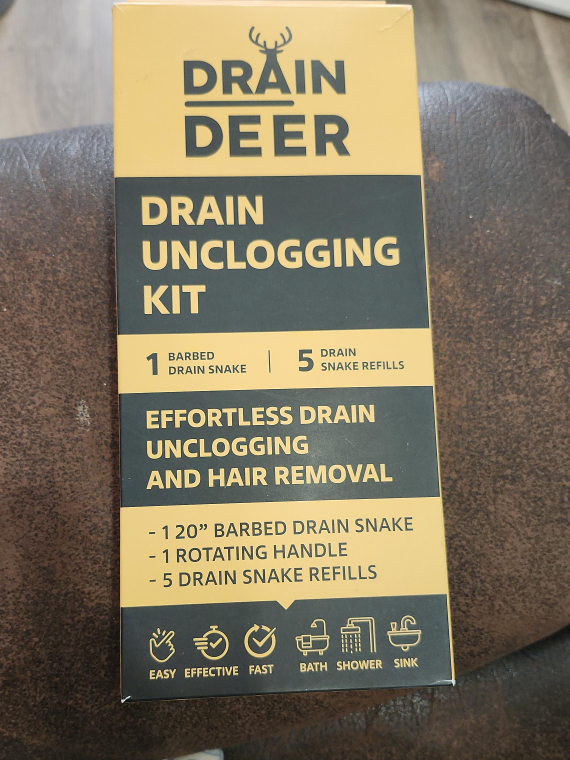 DRAIN
DEER
DRAIN
UNCLOGGING
KIT
1 BARBED
DRAIN SNAKE
5 DRAIN
SNAKE REFILLS
EFFORTLESS DRAIN
UNCLOGGING
AND HAIR REMOVAL
- 1 20” BARBED DRAIN SNAKE
- 1 ROTATING HANDLE
- 5 DRAIN SNAKE REFILLS
EASY EFFECTIVE FAST BATH SHOWER SINK